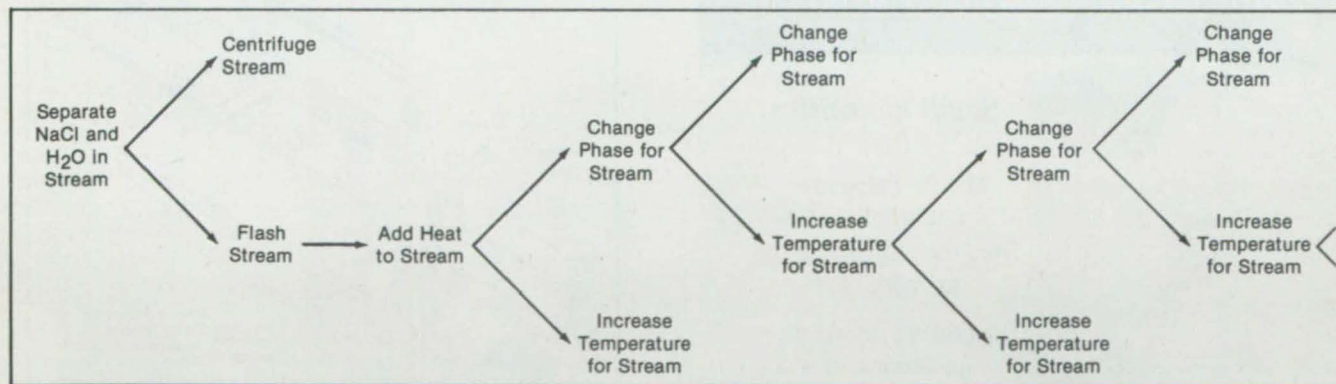 Separate
NaCl and
H2O in
Stream
Centrifuge
Stream
Flash
Stream
Add Heat
to Stream
Change
Phase for
Stream
Increase
Temperature
for Stream
Change
Phase for
Stream
Increase
Temperature
for Stream
Change
Phase for
Stream
Increase
Temperature
for Stream
Change
Phase for
Stream
Increase
Temperature
for Stream